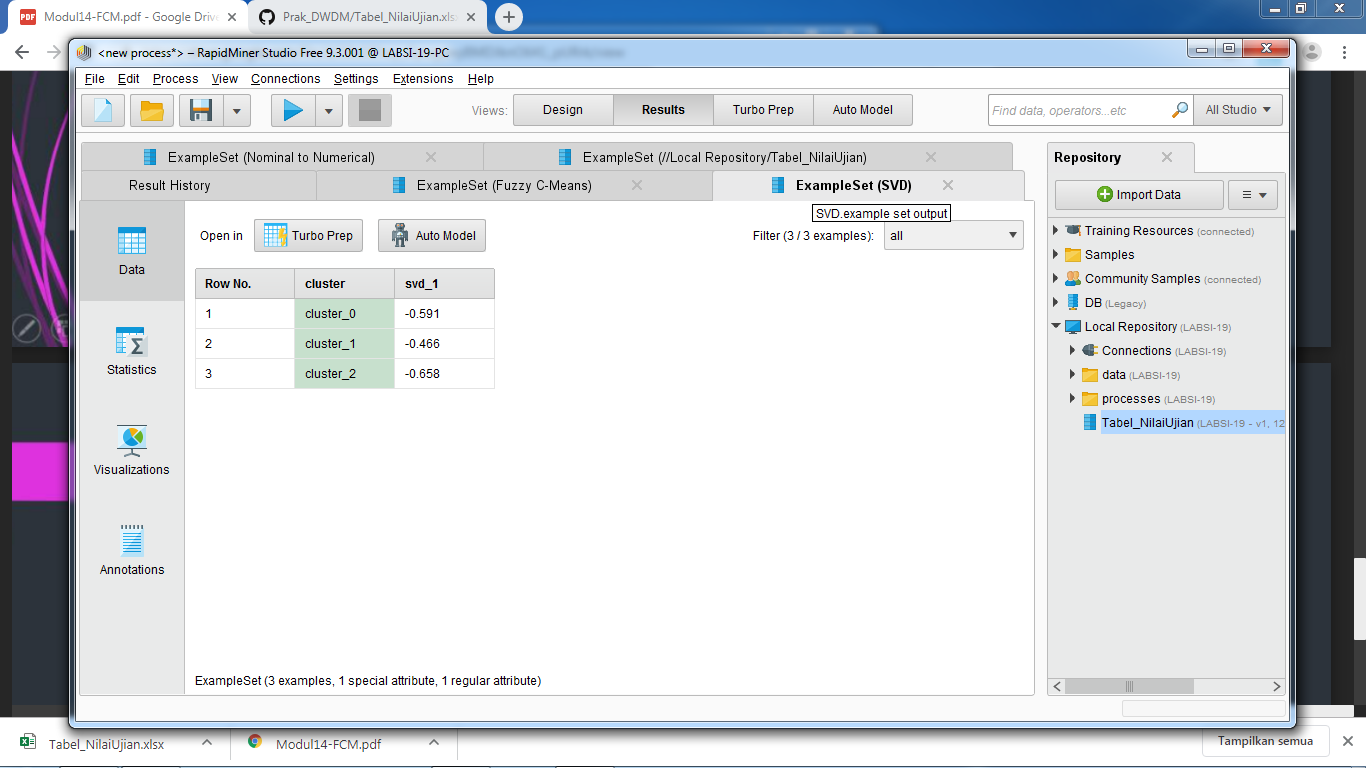 Modul14-FCM.pdf - Google Drive
Prak_DWDM/Tabel_NilaiUjian.xls
<new process*> – RapidMiner Studio Free 9.3.001 @ LABSI-19-PC
File Edit Process View Connections Settings Extensions Help
Views: Design Results Turbo Prep Auto Model Find data, operators...etc All Studio
ExampleSet (Nominal to Numerical) ExampleSet (//Local Repository/Tabel_NilaiUjian)
Result History ExampleSet (Fuzzy C-Means) ExampleSet (SVD)
SVD.example set output
Open in Turbo Prep Auto Model Filter (3 / 3 examples): all
Data
Statistics
Visualizations
Annotations
Row No. cluster svd_1
1 cluster_0 -0.591
2 cluster_1 -0.466
3 cluster_2 -0.658
ExampleSet (3 examples, 1 special attribute, 1 regular attribute)
Repository
Import Data
Training Resources (connected)
Samples
Community Samples (connected)
DB (Legacy)
Local Repository (LABSI-19)
Connections (LABSI-19)
data (LABSI-19)
processes (LABSI-19)
Tabel_NilaiUjian (LABSI-19 - v1, 12
Tabel_NilaiUjian.xlsx
Modul14-FCM.pdf
Tampilkan semua